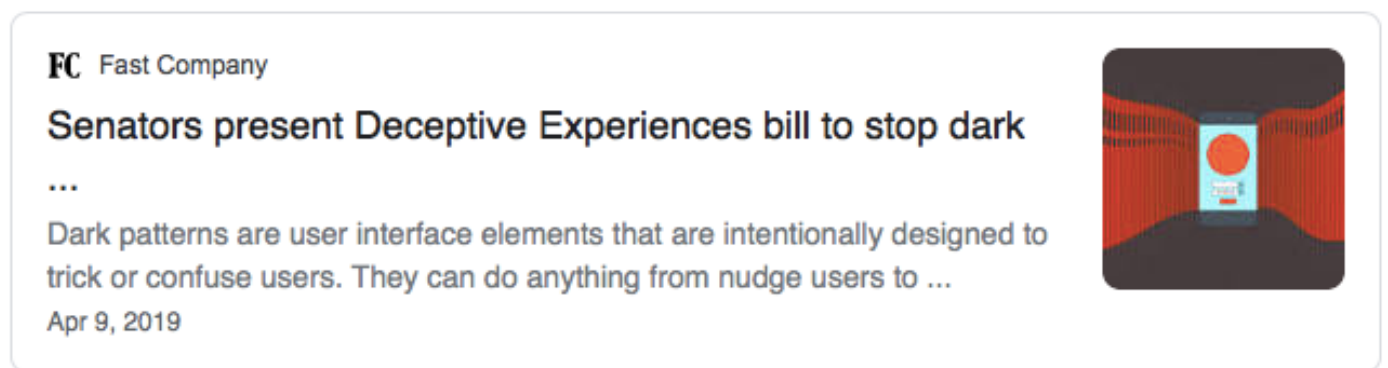 FC Fast Company
Senators present Deceptive Experiences bill to stop dark
...
Dark patterns are user interface elements that are intentionally designed to
trick or confuse users. They can do anything from nudge users to ...
Apr 9, 2019